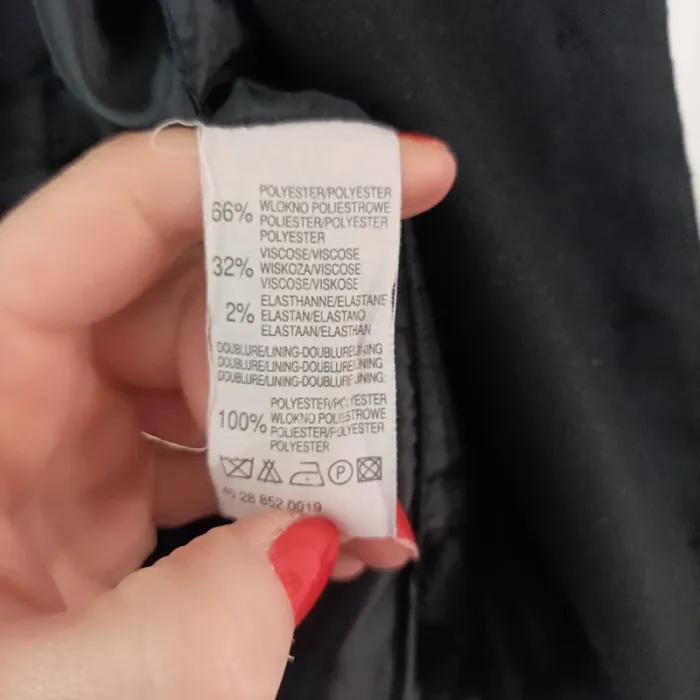 66% POLYESTER/POLYESTER
WLOKNO POLIESTROWE
POLIESTER/POLYESTER
POLYESTER
32% VISCOSE/VISCOSE
WISKOZA/VISCOSE
VISCOSE/VISKOSE
2% ELASTHANNE/ELASTANE
ELASTAN/ELASTANO
ELASTAAN/ELASTHAN
DOUBLURE/LINING-DOUBLURE/LINING
DOUBLURE/LINING-DOUBLURE/LINING
DOUBLURE/LINING-DOUBLURE/LINING:
100% POLYESTER/POLYESTER
WLOKNO POLIESTROWE
POLIESTER/POLYESTER
POLYESTER
P
28 852 0019